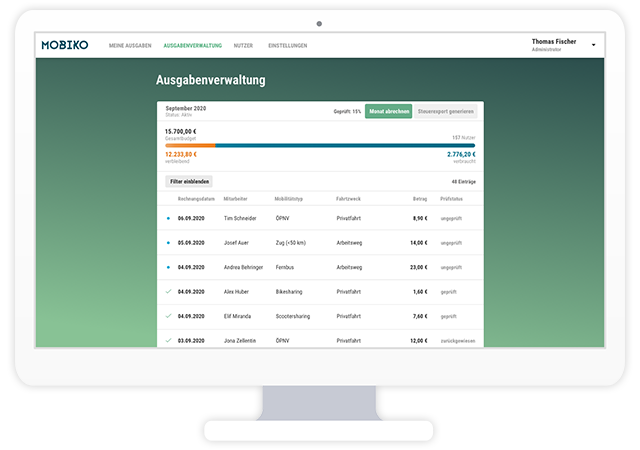 MOBIKO
MEINE AUSGABEN AUSGABENVERWALTUNG NUTZER EINSTELLUNGEN
Thomas Fischer
Administrator
Ausgabenverwaltung
September 2020
Status: Aktiv
Geprüft: 15% Monat abrechnen Steuerexport generieren
15.700,00 €
Gesamtbudget
157 Nutzer
12.233,80 € 2.776,20 €
verbleibend verbraucht
Filter einblenden 48 Einträge
Rechnungsdatum Mitarbeiter Mobilitätstyp Fahrtzweck Betrag Prüfstatus
06.09.2020 Tim Schneider ÖPNV Privatfahrt 8,90 € ungeprüft
05.09.2020 Josef Auer Zug (<50 km) Arbeitsweg 14,00 € ungeprüft
04.09.2020 Andrea Behringer Fernbus Arbeitsweg 23,00 € ungeprüft
04.09.2020 Alex Huber Bikesharing Privatfahrt 1,60 € geprüft
04.09.2020 Elif Miranda Scootersharing Privatfahrt 7,60 € geprüft
03.09.2020 Jona Zellentin ÖPNV Privatfahrt 12,00 € zurückgewiesen